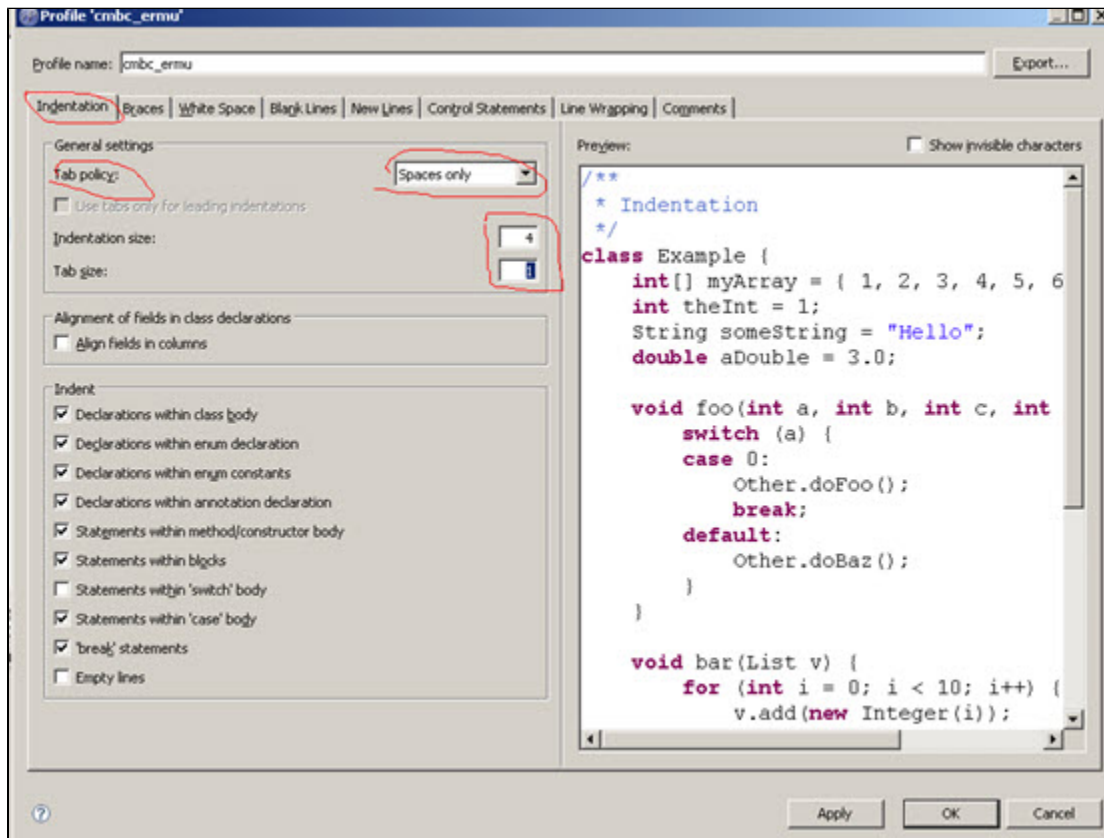 Profile 'cmbc_ermu'
Profile name: cmbc_ermu Export...
Indentation Braces White Space Blank Lines New Lines Control Statements Line Wrapping Comments
General settings
Tab policy: Spaces only
Use tabs only for leading indentations
Indentation size: 4
Tab size: 1
Alignment of fields in class declarations
Align fields in columns
Indent
Declarations within class body
Declarations within enum declaration
Declarations within enum constants
Declarations within annotation declaration
Statements within method/constructor body
Statements within blocks
Statements within 'switch' body
Statements within 'case' body
'break' statements
Empty lines
Preview: Show invisible characters
/**
 * Indentation
 */
class Example {
    int[] myArray = { 1, 2, 3, 4, 5, 6
    int theInt = 1;
    String someString = "Hello";
    double aDouble = 3.0;
    void foo(int a, int b, int c, int
        switch (a) {
        case 0:
            Other.doFoo();
            break;
        default:
            Other.doBaz();
        }
    }
    void bar(List v) {
        for (int i = 0; i < 10; i++) {
            v.add(new Integer(i));
? Apply OK Cancel